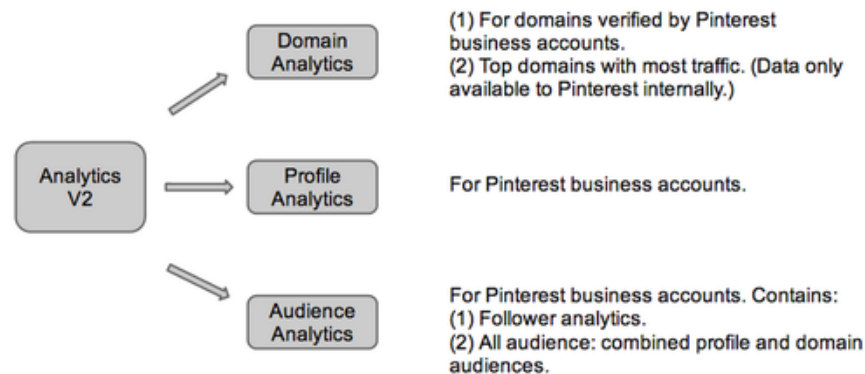 Domain
Analytics
(1) For domains verified by Pinterest
business accounts.
(2) Top domains with most traffic. (Data only
available to Pinterest internally.)
Analytics
V2
Profile
Analytics
For Pinterest business accounts.
Audience
Analytics
For Pinterest business accounts. Contains:
(1) Follower analytics.
(2) All audience: combined profile and domain
audiences.